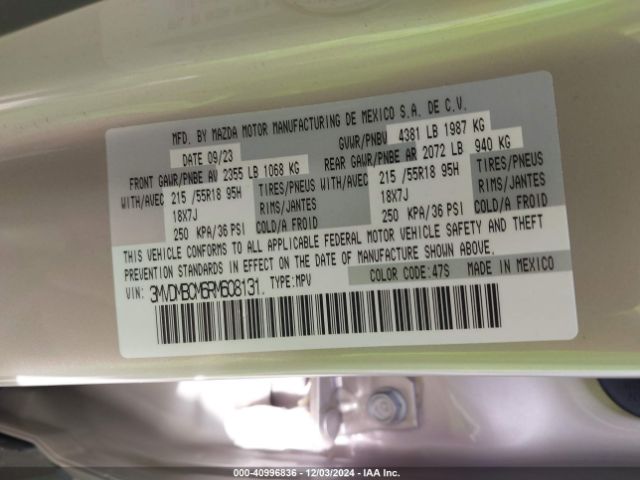 MFD. BY MAZDA MOTOR MANUFACTURING DE MEXICO S.A. DE C.V.
DATE 09/23 GVWR/PNBV 4381 LB 1987 KG
FRONT GAWR/PNBE AV 2355 LB 1068 KG REAR GAWR/PNBE AR 2072 LB 940 KG
WITH/AVEC 215 /55R18 95H TIRES/PNEUS WITH/AVEC 215 /55R18 95H TIRES/PNEUS
18X7J RIMS/JANTES 18X7J RIMS/JANTES
250 KPA/36 PSI COLD/A FROID 250 KPA/36 PSI COLD/A FROID
THIS VEHICLE CONFORMS TO ALL APPLICABLE FEDERAL MOTOR VEHICLE SAFETY AND THEFT
PREVENTION STANDARDS IN EFFECT ON THE DATE OF MANUFACTURE SHOWN ABOVE.
VIN: 3MVDMBCM6RM608131. TYPE:MPV COLOR CODE:47S MADE IN MEXICO
000-40996836 - 12/03/2024 - IAA Inc.